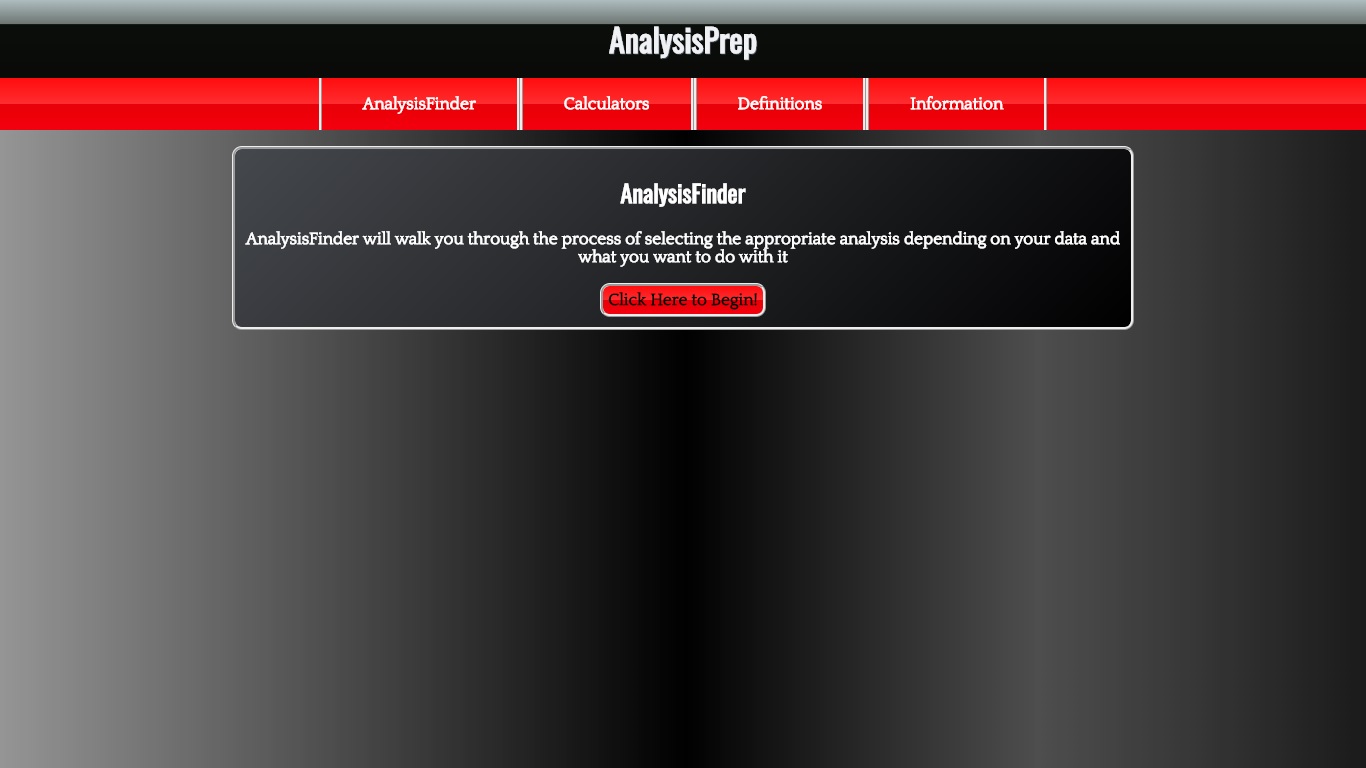 AnalysisPrep
AnalysisFinder
Calculators
Definitions
Information
AnalysisFinder
AnalysisFinder will walk you through the process of selecting the appropriate analysis depending on your data and
what you want to do with it
Click Here to Begin!